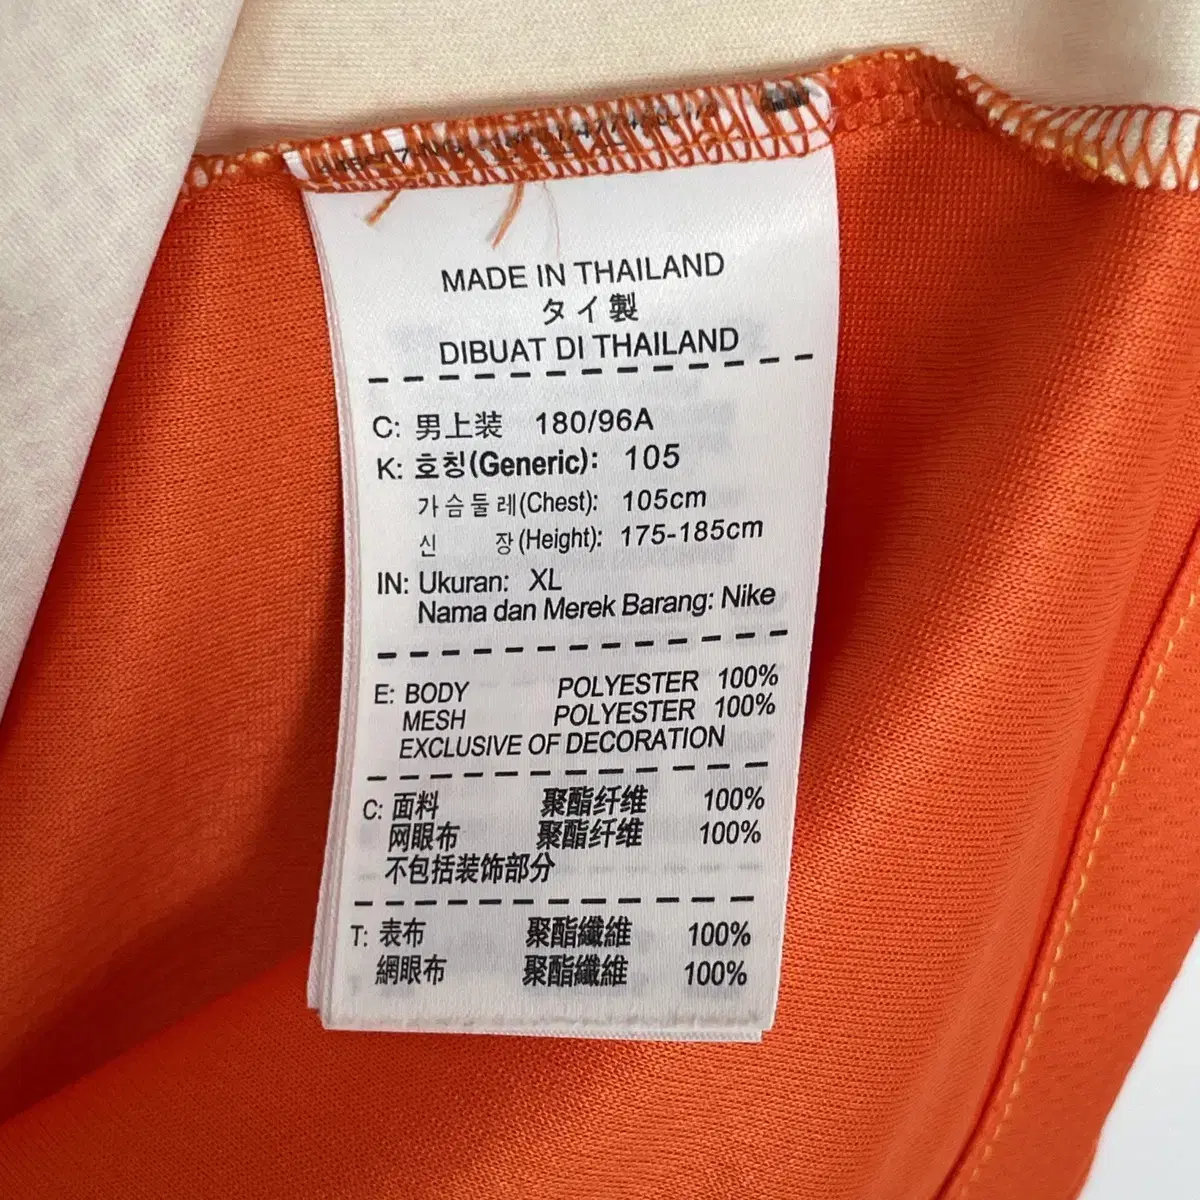 MADE IN THAILAND
タイ製
DIBUAT DI THAILAND
C: 男上装 180/96A
K: 호칭(Generic): 105
가슴둘레(Chest): 105cm
신 장(Height): 175-185cm
IN: Ukuran: XL
Nama dan Merek Barang: Nike
E: BODY POLYESTER 100%
MESH POLYESTER 100%
EXCLUSIVE OF DECORATION
C: 面料 聚酯纤维 100%
网眼布 聚酯纤维 100%
不包括装饰部分
T: 表布 聚酯纖維 100%
網眼布 聚酯纖維 100%